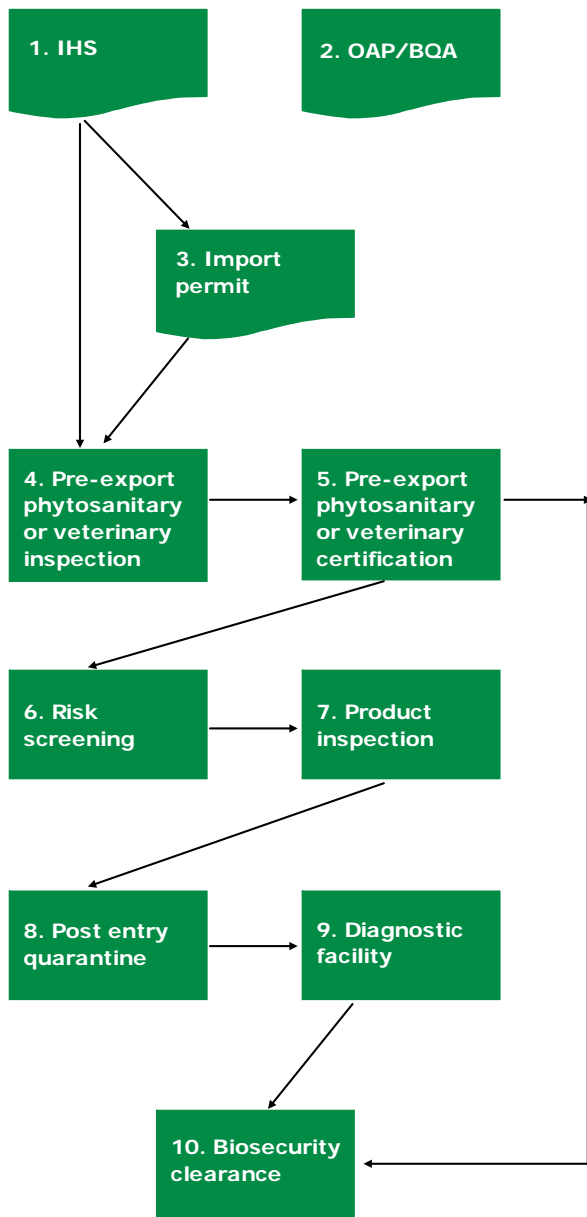 1. IHS
2. OAP/BQA
3. Import
permit
4. Pre-export
phytosanitary
or veterinary
inspection
5. Pre-export
phytosanitary
or veterinary
certification
6. Risk
screening
7. Product
inspection
8. Post entry
quarantine
9. Diagnostic
facility
10. Biosecurity
clearance